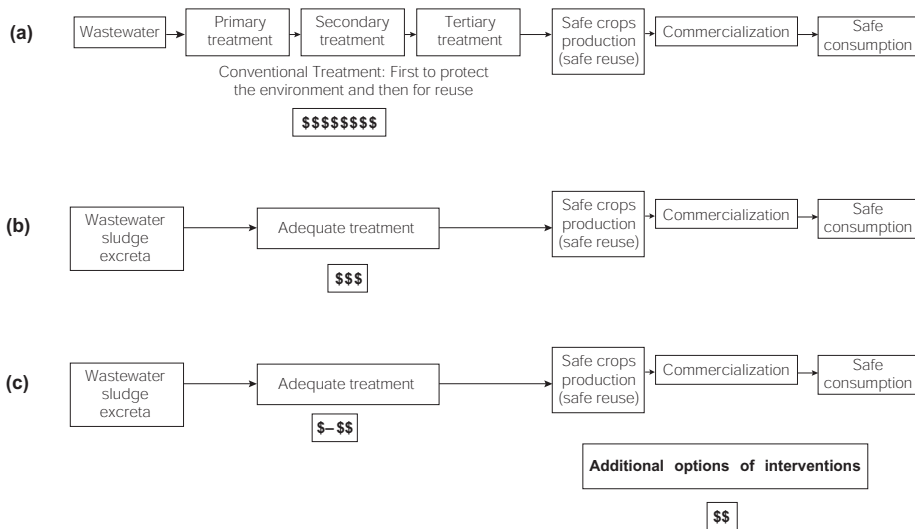 (a)
Wastewater
Primary
treatment
Secondary
treatment
Tertiary
treatment
Safe crops
production
(safe reuse)
Commercialization
Safe
consumption
Conventional Treatment: First to protect
the environment and then for reuse
$$$$$$$$
(b)
Wastewater
sludge
excreta
Adequate treatment
Safe crops
production
(safe reuse)
Commercialization
Safe
consumption
$$$
(c)
Wastewater
sludge
excreta
Adequate treatment
Safe crops
production
(safe reuse)
Commercialization
Safe
consumption
$–$$
Additional options of interventions
$$